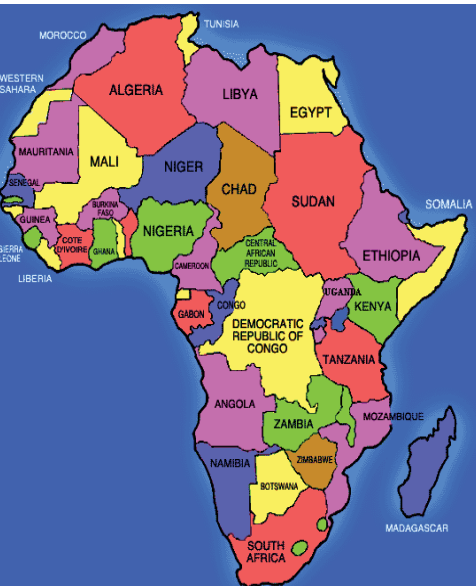 TUNISIA
MOROCCO
WESTERN
SAHARA
ALGERIA
LIBYA
EGYPT
MAURITANIA
MALI
NIGER
CHAD
SUDAN
SENEGAL
GUINEA
BURKINA
FASO
SOMALIA
SIERRA
LEONE
COTE
D'IVOIRE
GHANA
NIGERIA
CENTRAL
AFRICAN
REPUBLIC
ETHIOPIA
LIBERIA
CAMEROON
UGANDA
KENYA
GABON
CONGO
DEMOCRATIC
REPUBLIC OF
CONGO
TANZANIA
ANGOLA
ZAMBIA
MOZAMBIQUE
NAMIBIA
ZIMBABWE
BOTSWANA
MADAGASCAR
SOUTH
AFRICA